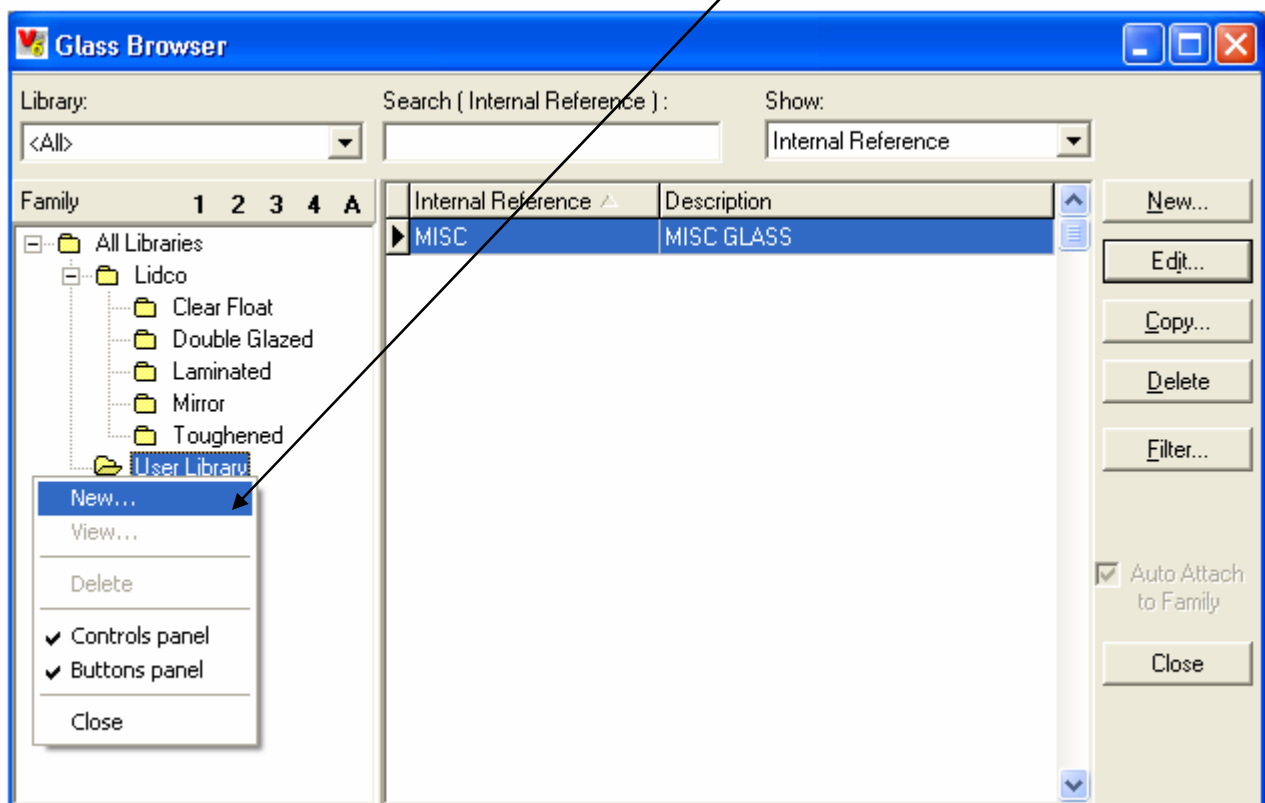 Glass Browser
Library: Search ( Internal Reference ) : Show:
<All> Internal Reference
Family 1 2 3 4 A
All Libraries
Lidco
Clear Float
Double Glazed
Laminated
Mirror
Toughened
User Library
New...
View...
Delete
Controls panel
Buttons panel
Close
Internal Reference Description
MISC MISC GLASS
New...
Edit...
Copy...
Delete
Filter...
Auto Attach
to Family
Close